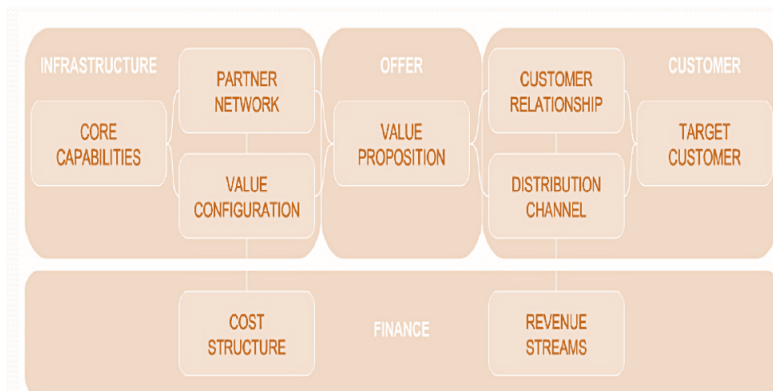 INFRASTRUCTURE
PARTNER
NETWORK
OFFER
CUSTOMER
RELATIONSHIP
CUSTOMER
CORE
CAPABILITIES
VALUE
PROPOSITION
TARGET
CUSTOMER
VALUE
CONFIGURATION
DISTRIBUTION
CHANNEL
COST
STRUCTURE
FINANCE
REVENUE
STREAMS